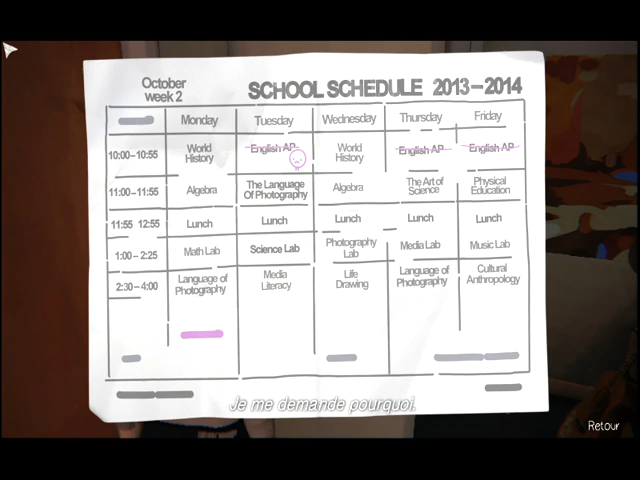 October
week 2
SCHOOL SCHEDULE 2013-2014
Monday Tuesday Wednesday Thursday Friday
10:00-10:55 World History English AP World History English AP English AP
11:00-11:55 Algebra The Language Of Photography Algebra The Art of Science Physical Education
11:55 12:55 Lunch Lunch Lunch Lunch Lunch
1:00-2:25 Math Lab Science Lab Photography Lab Media Lab Music Lab
2:30-4:00 Language of Photography Media Literacy Life Drawing Language of Photography Cultural Anthropology
Je me demande pourquoi.
Retour